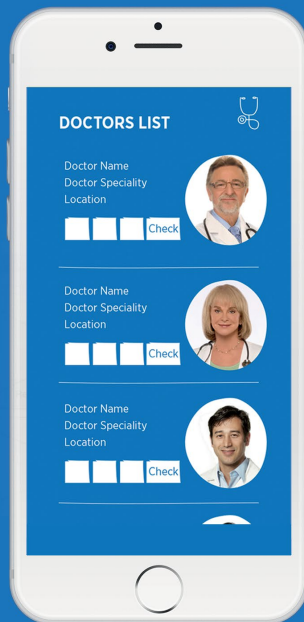 DOCTORS LIST
Doctor Name
Doctor Speciality
Location
Check
Doctor Name
Doctor Speciality
Location
Check
Doctor Name
Doctor Speciality
Location
Check